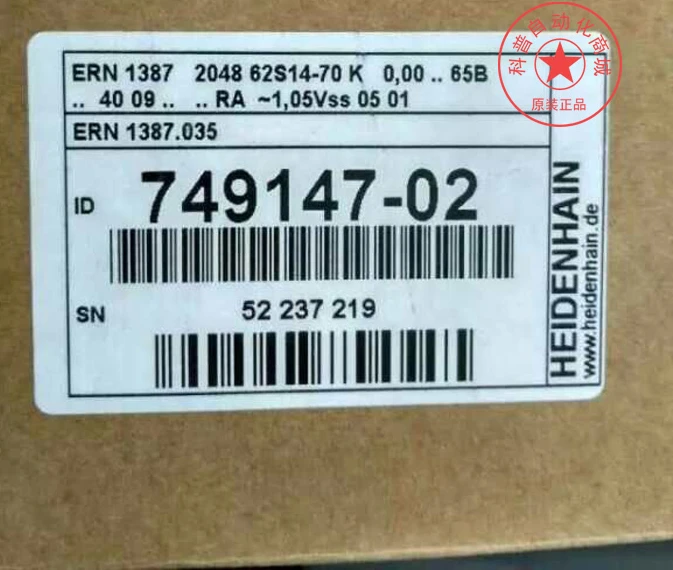 科普自动化商城
原装正品
ERN 1387 2048 62S14-70 K 0,00 .. 65B
.. 40 09 .. .. RA ~1,05Vss 05 01
ERN 1387.035
ID 749147-02
SN 52 237 219
HEIDENHAIN
www.heidenhain.de